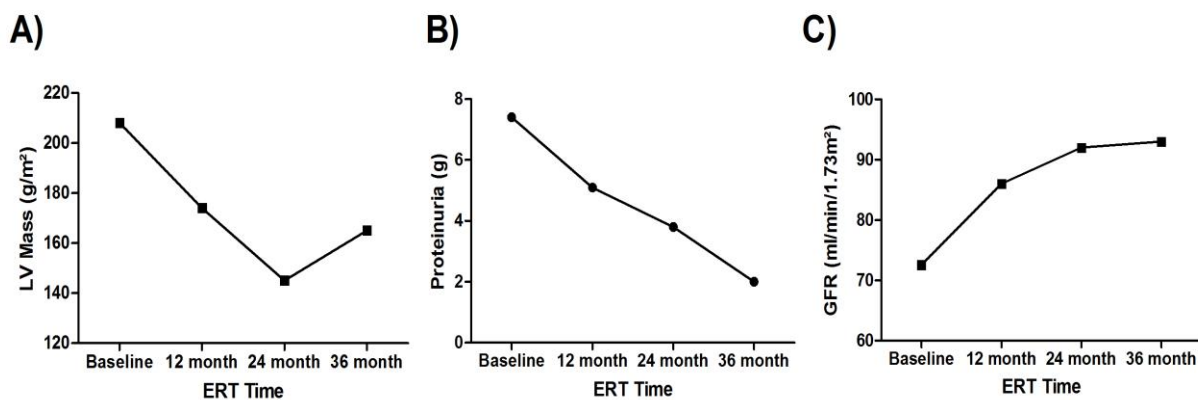 A)
LV Mass (g/m²)
220
200
180
160
140
120
Baseline 12 month 24 month 36 month
ERT Time
B)
Proteinuria (g)
8
6
4
2
0
Baseline 12 month 24 month 36 month
ERT Time
C)
GFR (ml/min/1.73m²)
100
90
80
70
60
Baseline 12 month 24 month 36 month
ERT Time